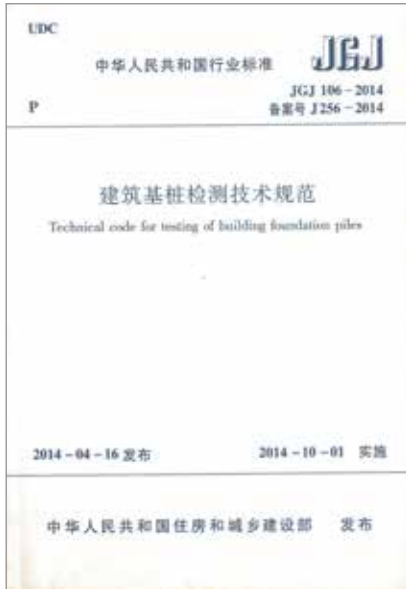 UDC
中华人民共和国行业标准 JGJ
JGJ 106-2014
P 备案号 J256-2014
建筑基桩检测技术规范
Technical code for testing of building foundation piles
2014-04-16 发布 2014-10-01 实施
中华人民共和国住房和城乡建设部 发布